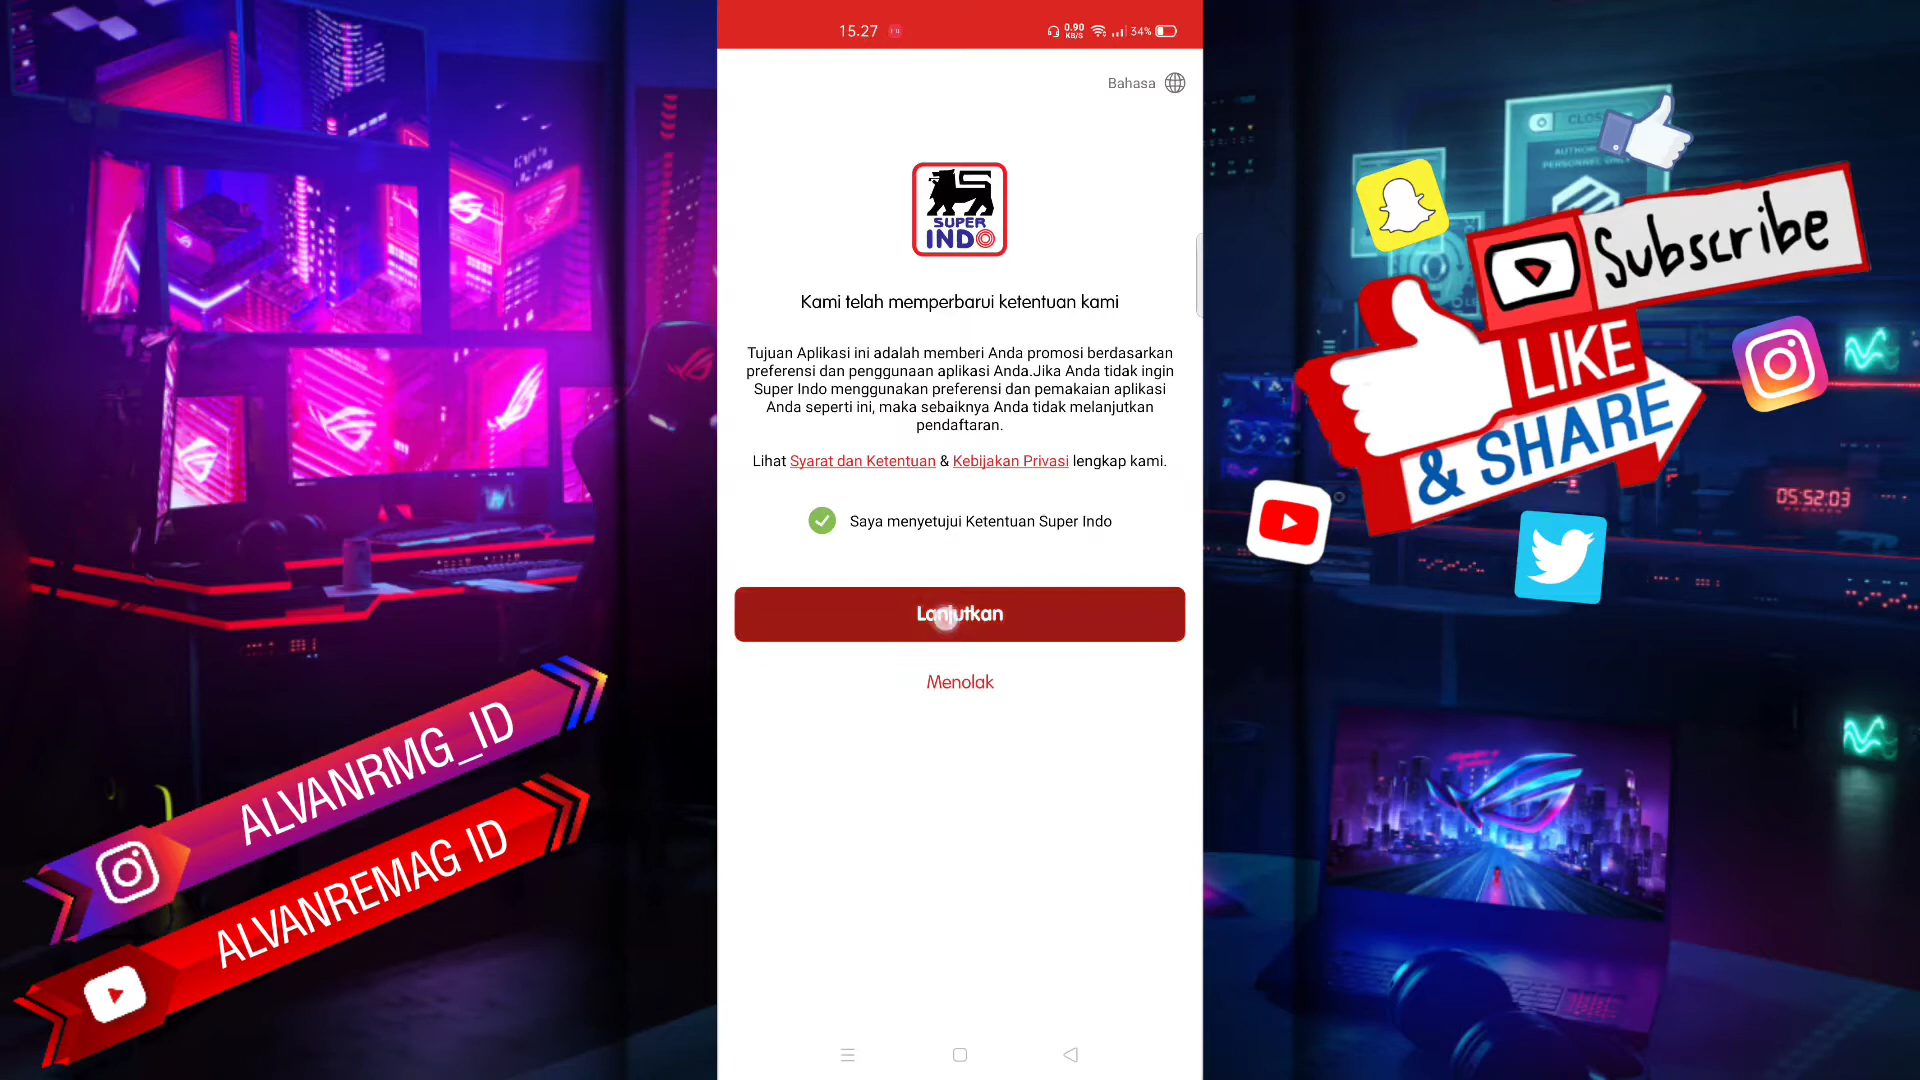 15.27
0.90
KB/S
34%
Bahasa
SUPER
INDO
Kami telah memperbarui ketentuan kami
Tujuan Aplikasi ini adalah memberi Anda promosi berdasarkan
preferensi dan penggunaan aplikasi Anda.Jika Anda tidak ingin
Super Indo menggunakan preferensi dan pemakaian aplikasi
Anda seperti ini, maka sebaiknya Anda tidak melanjutkan
pendaftaran.
Lihat Syarat dan Ketentuan & Kebijakan Privasi lengkap kami.
Saya menyetujui Ketentuan Super Indo
Lanjutkan
Menolak
ALVANRMG_ID
ALVANREMAG ID
Subscribe
LIKE
& SHARE
05:52:03